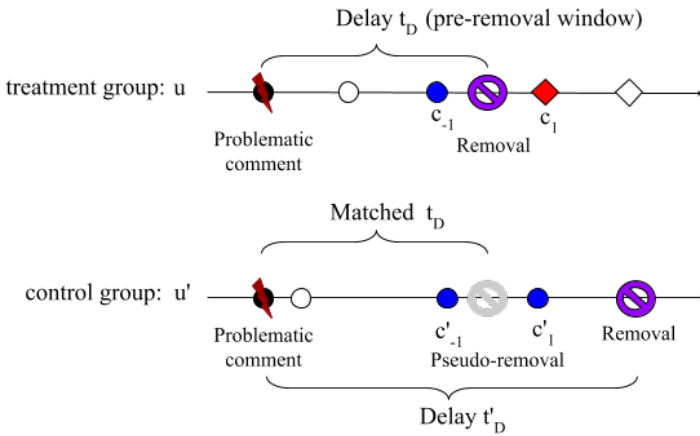 Delay t_D (pre-removal window)
treatment group: u
c_-1
c_1
Problematic
comment
Removal
Matched t_D
control group: u'
Problematic
comment
c'_-1
c'_1
Pseudo-removal
Removal
Delay t'_D